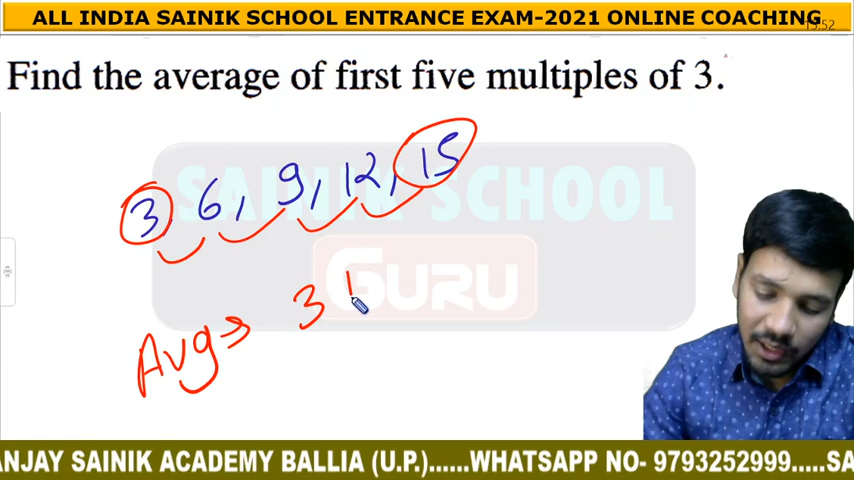 ALL INDIA SAINIK SCHOOL ENTRANCE EXAM-2021 ONLINE COACHING
Find the average of first five multiples of 3.
3 6, 9, 12, 15
SAINIK SCHOOL
GURU
Avg⇒ 3
ANJAY SAINIK ACADEMY BALLIA (U.P.)......WHATSAPP NO- 9793252999.....SA